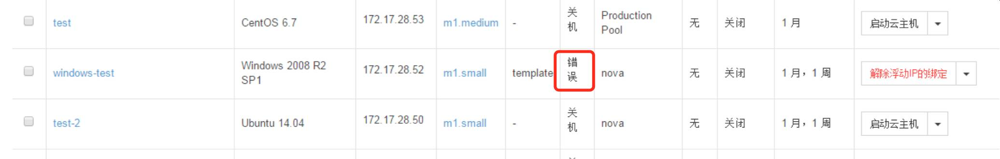 test
CentOS 6.7
172.17.28.53
m1.medium
-
关
机
Production
Pool
无
关闭
1 月
启动云主机
windows-test
Windows 2008 R2
SP1
172.17.28.52
m1.small
template
错
误
nova
无
关闭
1 月, 1 周
解除浮动IP的绑定
test-2
Ubuntu 14.04
172.17.28.50
m1.small
-
关
机
nova
无
关闭
1 月, 1 周
启动云主机